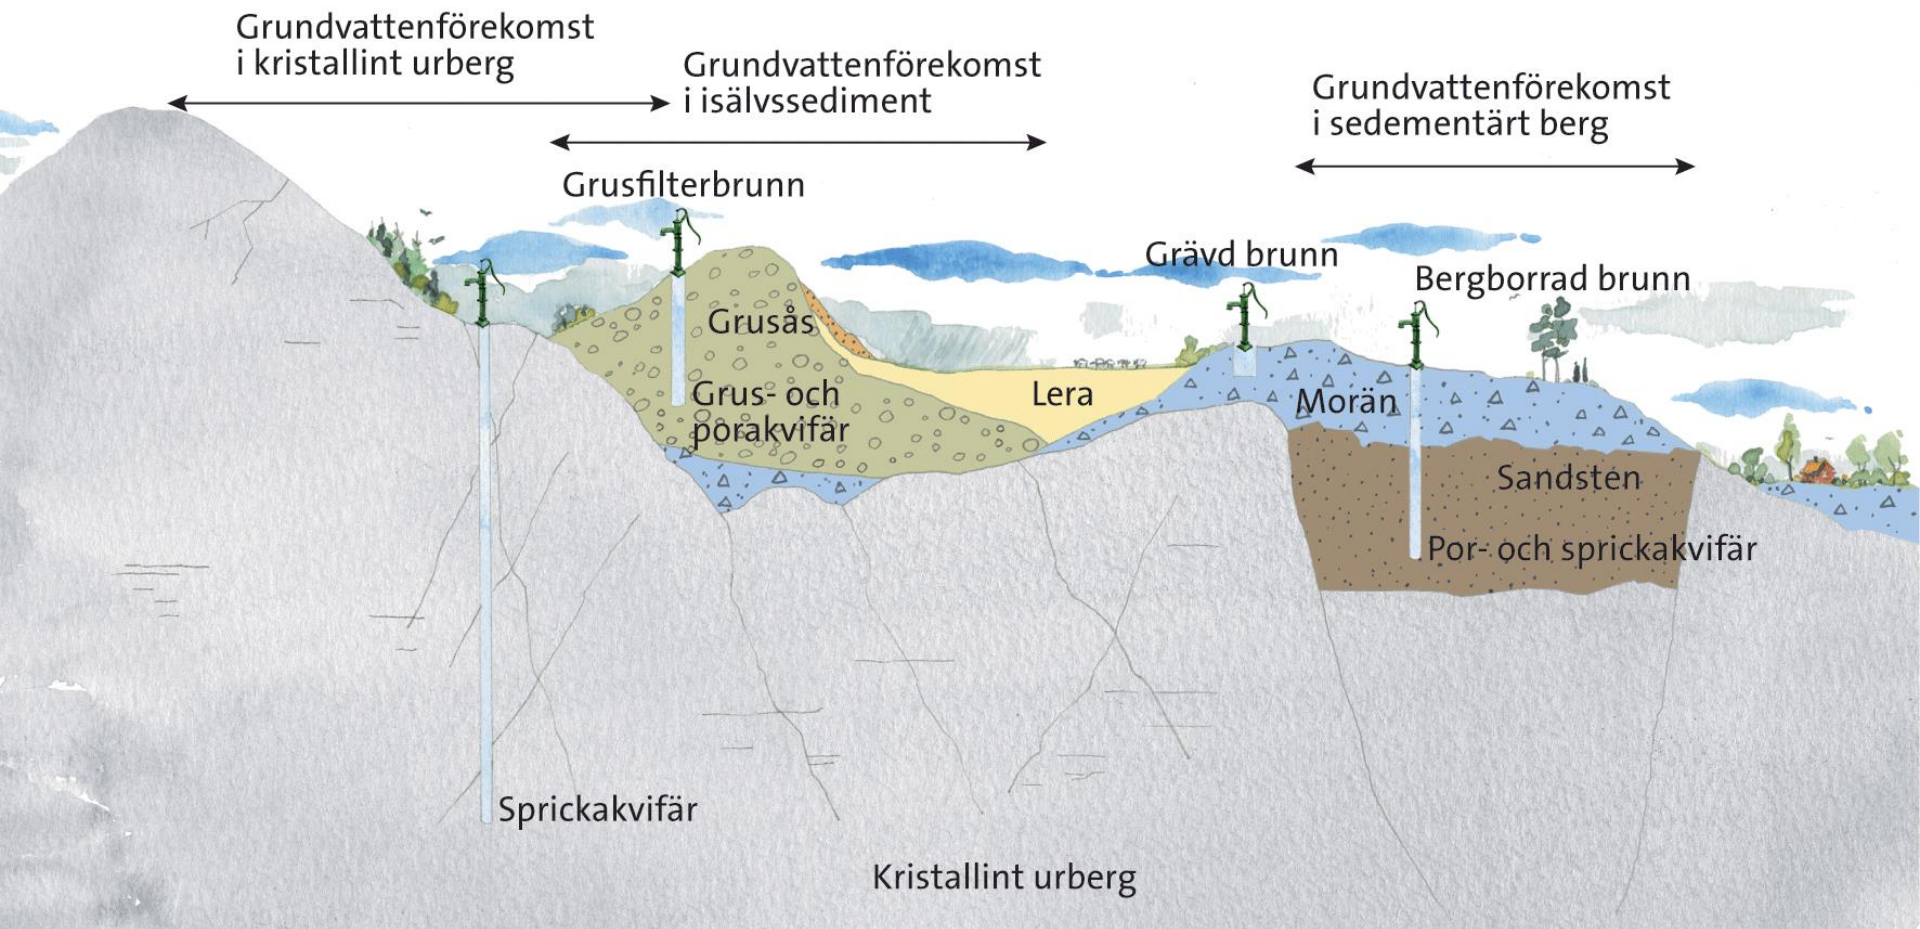 Grundvattenförekomst
i kristallint urberg
Grundvattenförekomst
i isälvssediment
Grundvattenförekomst
i sedementärt berg
Grusfilterbrunn
Grävd brunn
Bergborrad brunn
Grusås
Grus- och
porakvifär
Lera
Morän
Sandsten
Por- och sprickakvifär
Sprickakvifär
Kristallint urberg